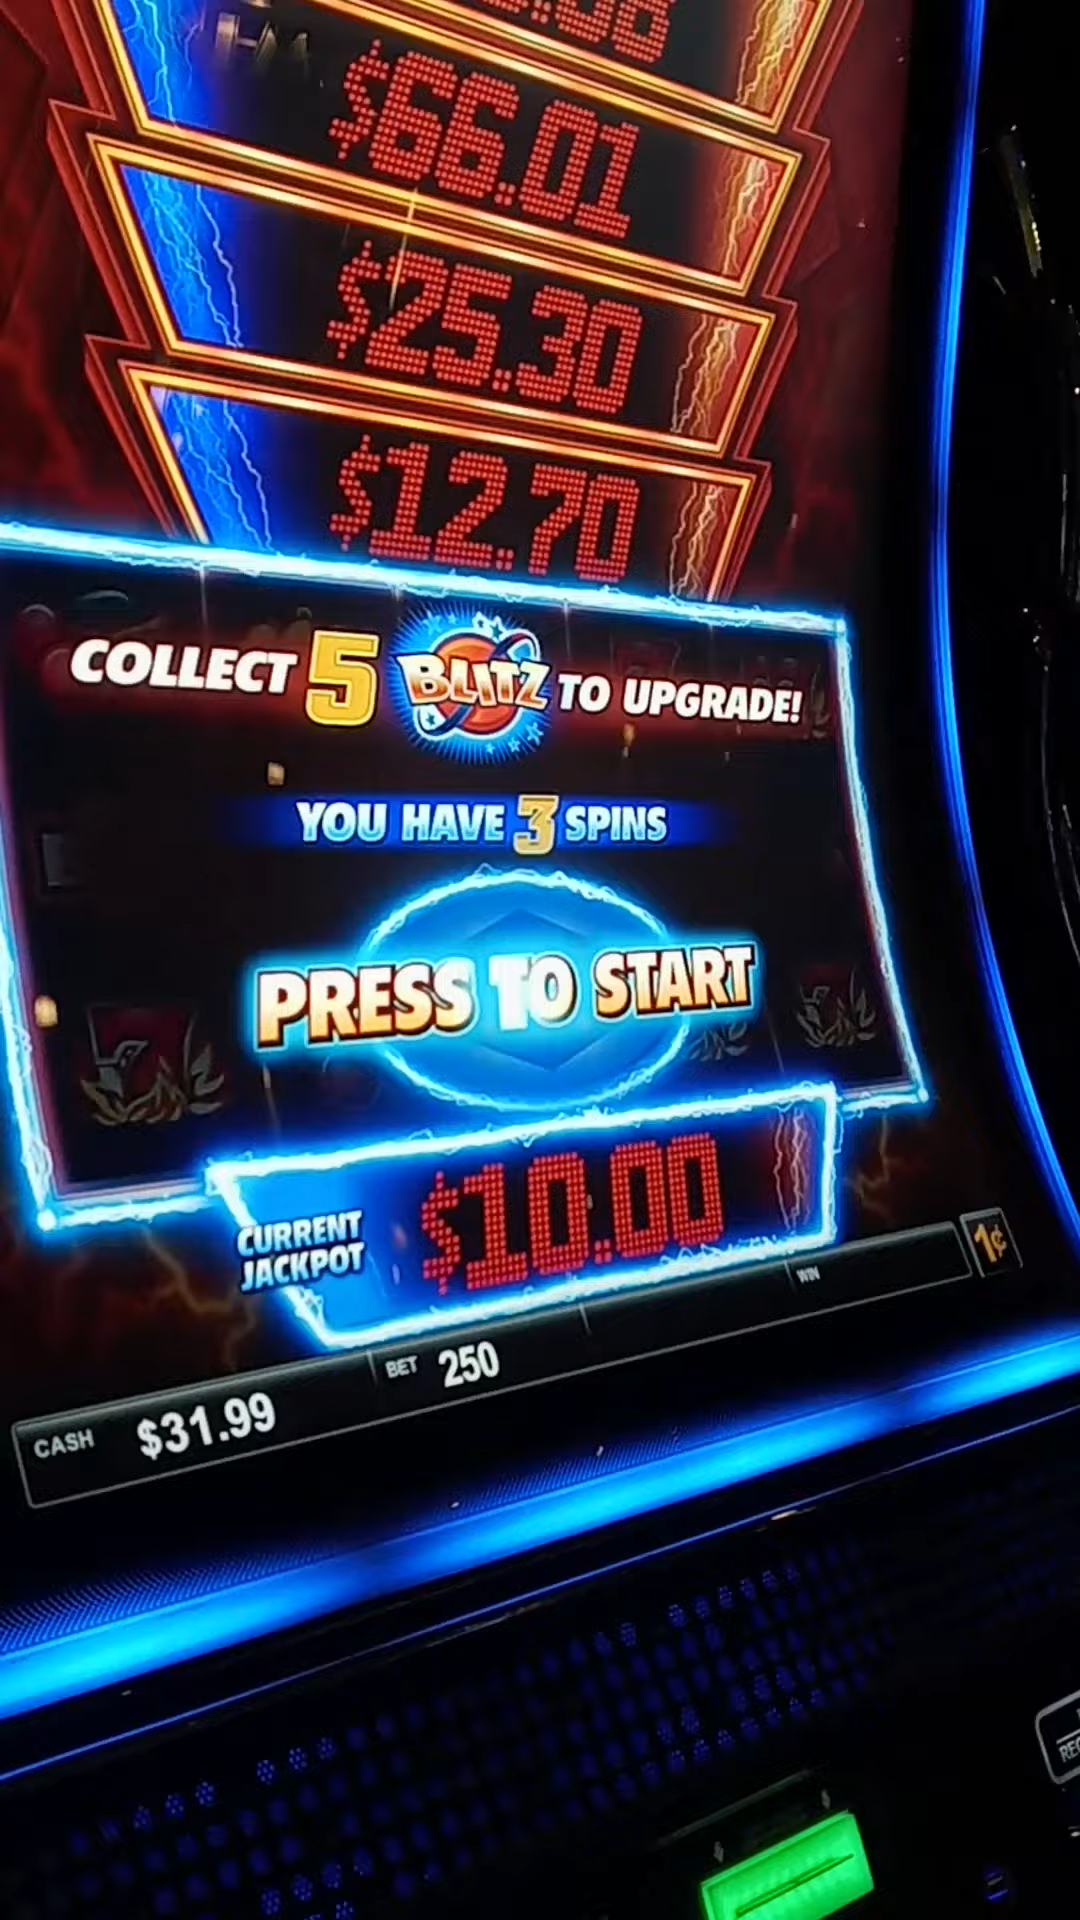 $66.01
$25.30
$12.70
COLLECT 5 BLITZ TO UPGRADE!
YOU HAVE 3 SPINS
PRESS TO START
CURRENT JACKPOT
$10.00
1¢
WIN
BET 250
CASH $31.99